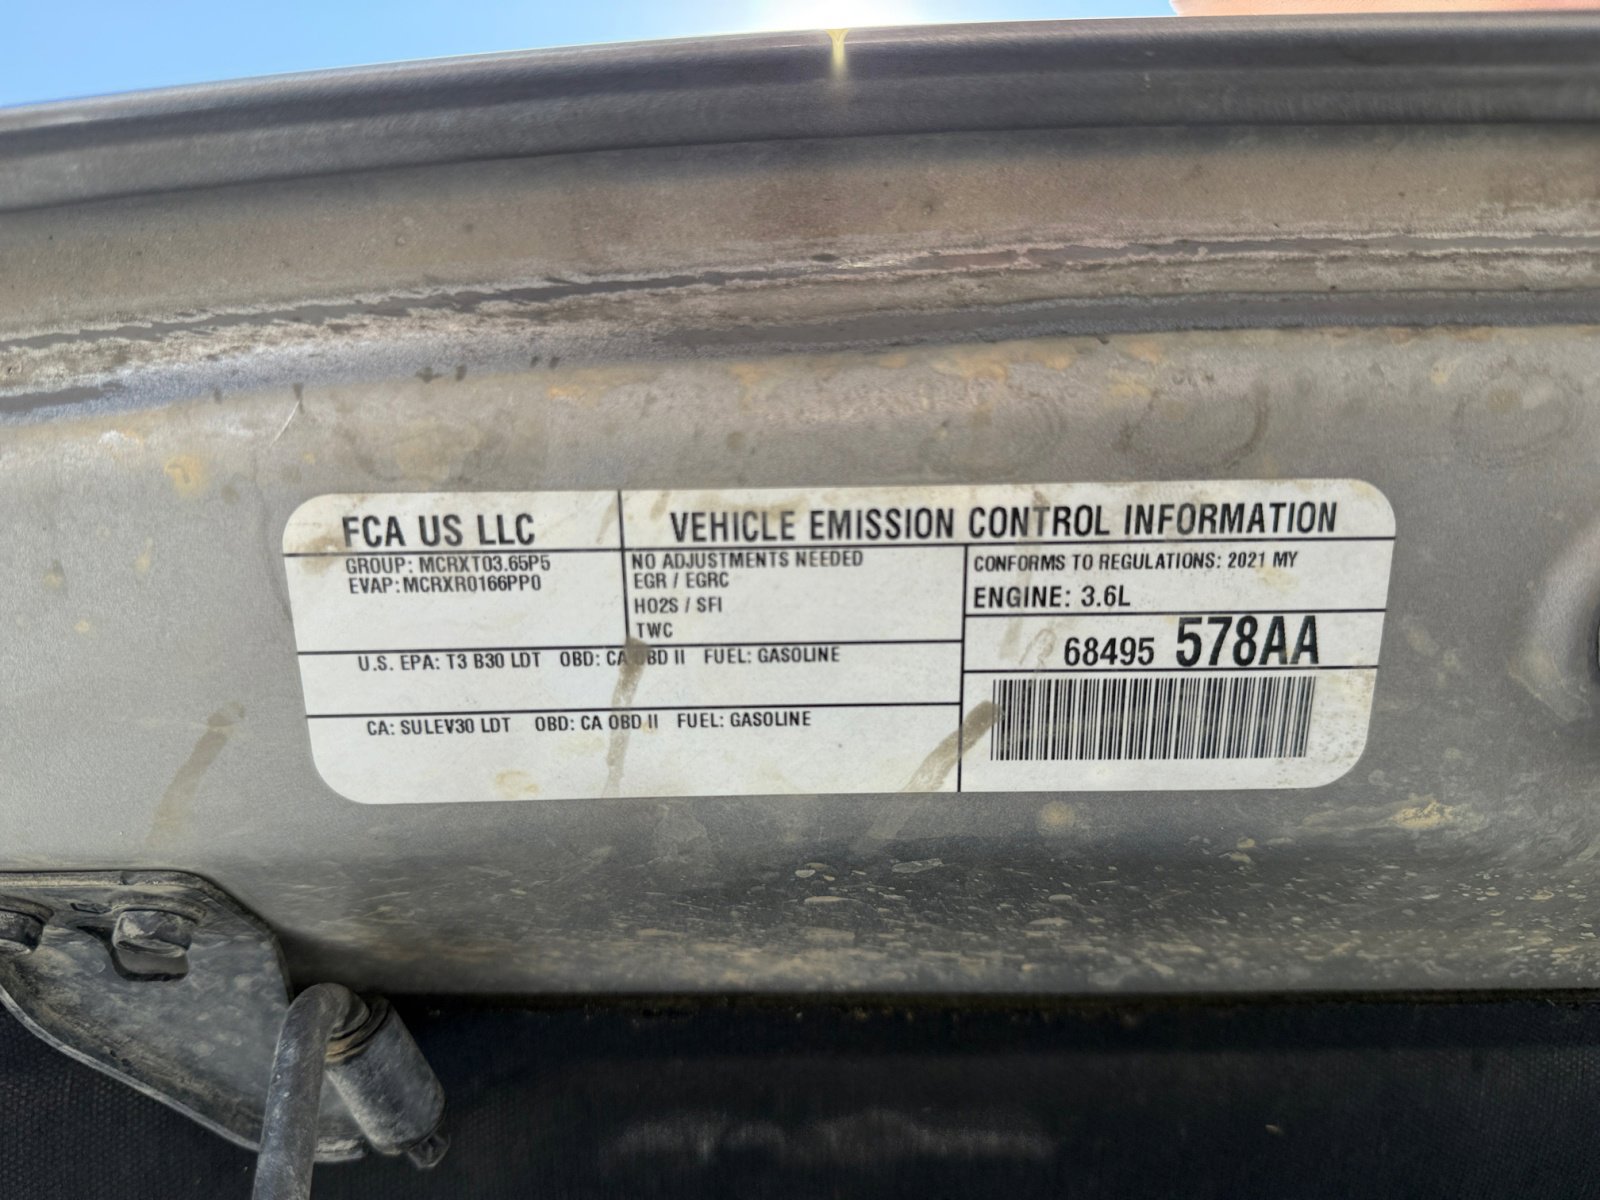 FCA US LLC
VEHICLE EMISSION CONTROL INFORMATION
GROUP: MCRXT03.65P5
EVAP: MCRXR0166PP0
NO ADJUSTMENTS NEEDED
EGR / EGRC
HO2S / SFI
TWC
CONFORMS TO REGULATIONS: 2021 MY
ENGINE: 3.6L
68495 578AA
U.S. EPA: T3 B30 LDT OBD: CA OBD II FUEL: GASOLINE
CA: SULEV30 LDT OBD: CA OBD II FUEL: GASOLINE